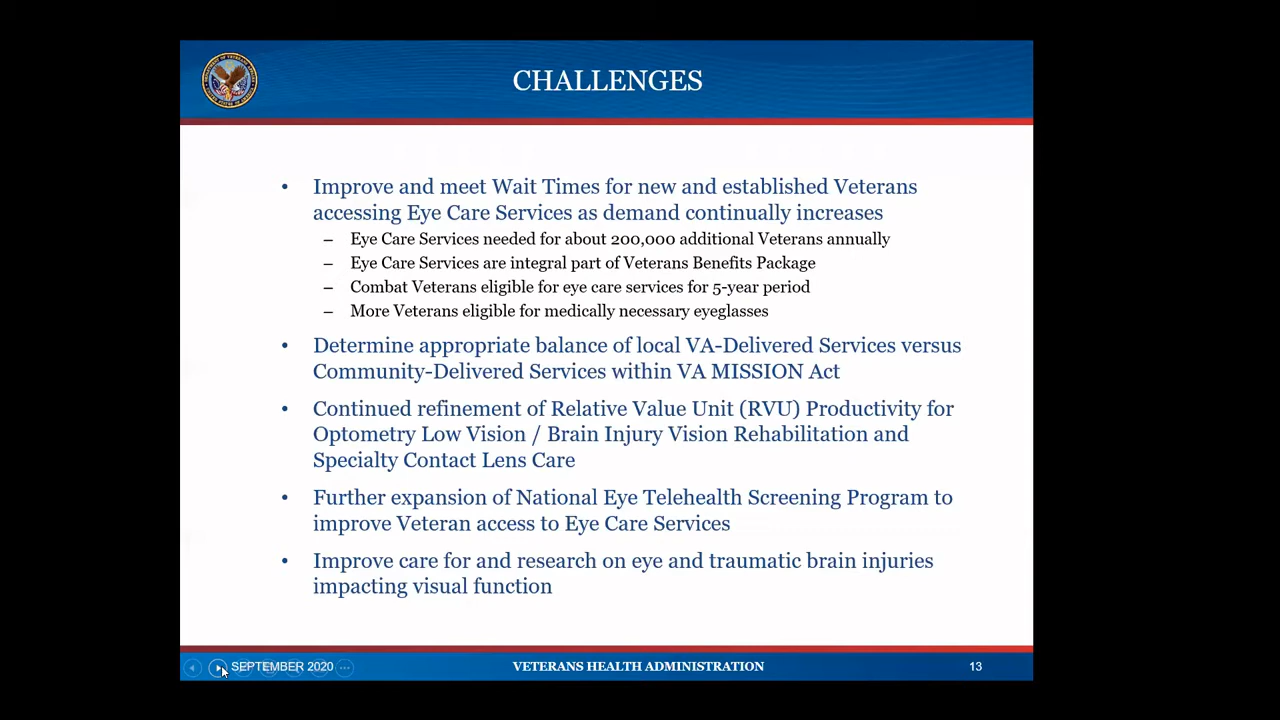 CHALLENGES
• Improve and meet Wait Times for new and established Veterans
accessing Eye Care Services as demand continually increases
– Eye Care Services needed for about 200,000 additional Veterans annually
– Eye Care Services are integral part of Veterans Benefits Package
– Combat Veterans eligible for eye care services for 5-year period
– More Veterans eligible for medically necessary eyeglasses
• Determine appropriate balance of local VA-Delivered Services versus
Community-Delivered Services within VA MISSION Act
• Continued refinement of Relative Value Unit (RVU) Productivity for
Optometry Low Vision / Brain Injury Vision Rehabilitation and
Specialty Contact Lens Care
• Further expansion of National Eye Telehealth Screening Program to
improve Veteran access to Eye Care Services
• Improve care for and research on eye and traumatic brain injuries
impacting visual function
SEPTEMBER 2020
VETERANS HEALTH ADMINISTRATION
13